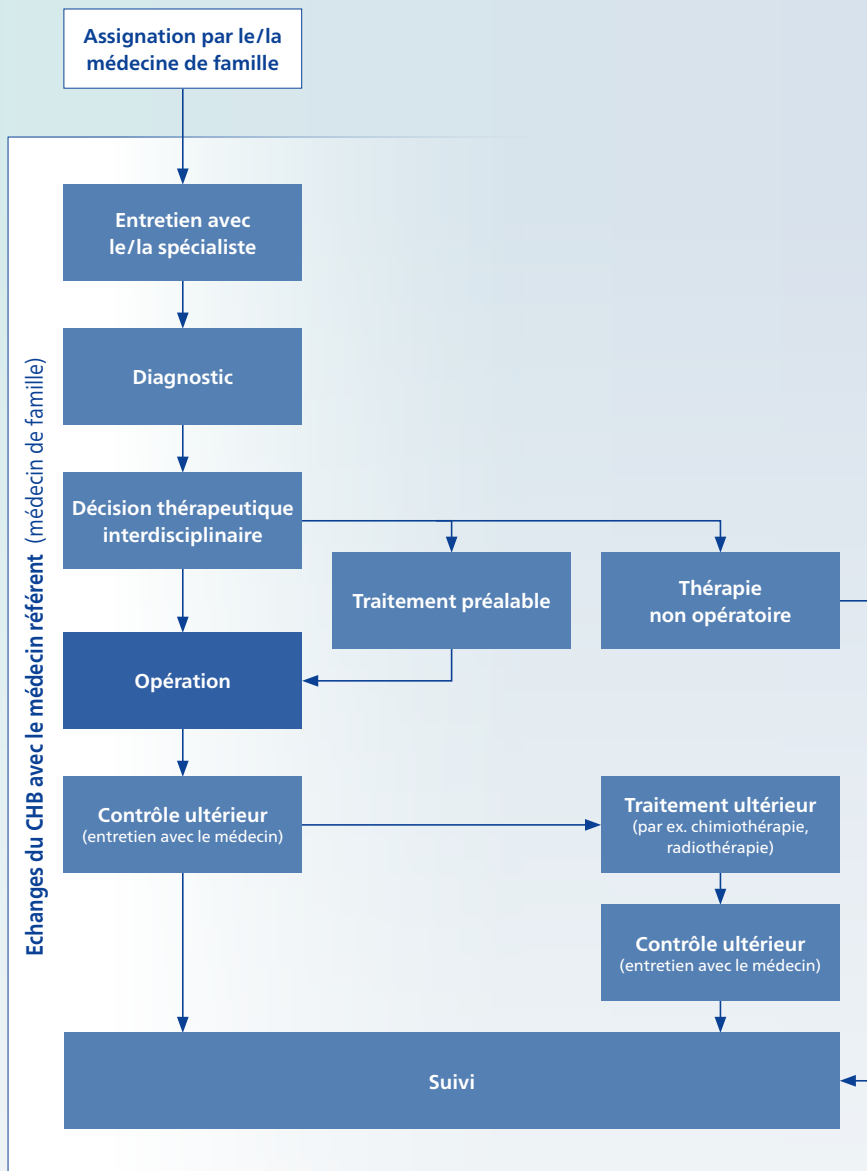 Assignation par le/la
médecine de famille
Entretien avec
le/la spécialiste
Diagnostic
Décision thérapeutique
interdisciplinaire
Traitement préalable
Thérapie
non opératoire
Opération
Contrôle ultérieur
(entretien avec le médecin)
Traitement ultérieur
(par ex. chimiothérapie,
radiothérapie)
Contrôle ultérieur
(entretien avec le médecin)
Suivi
Echanges du CHB avec le médecin référent (médecin de famille)